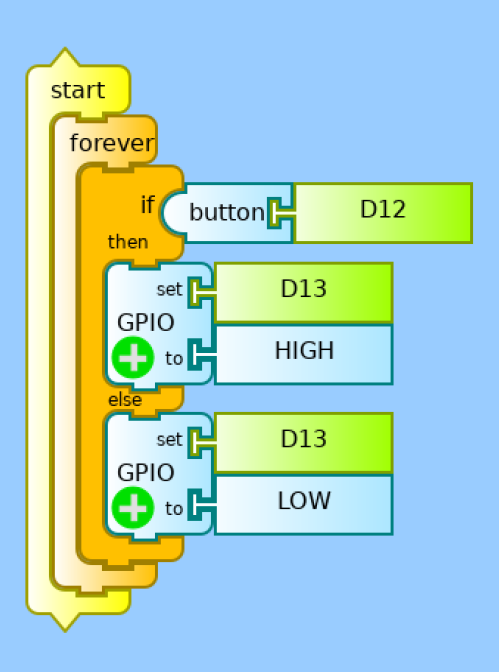 start
forever
if button D12
then
set D13
GPIO
to HIGH
else
set D13
GPIO
to LOW